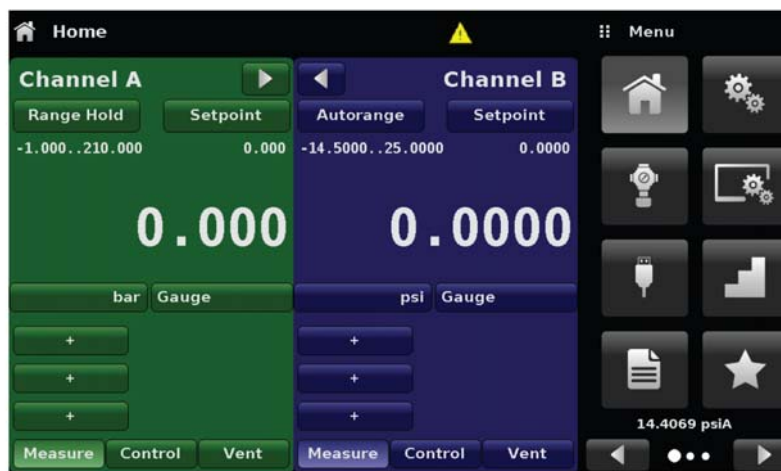 Home
Menu
Channel A
Channel B
Range Hold
Setpoint
Autorange
Setpoint
-1.000..210.000
0.000
-14.5000..25.0000
0.0000
0.000
0.0000
bar
Gauge
psi
Gauge
+
+
+
+
+
+
14.4069 psiA
Measure
Control
Vent
Measure
Control
Vent